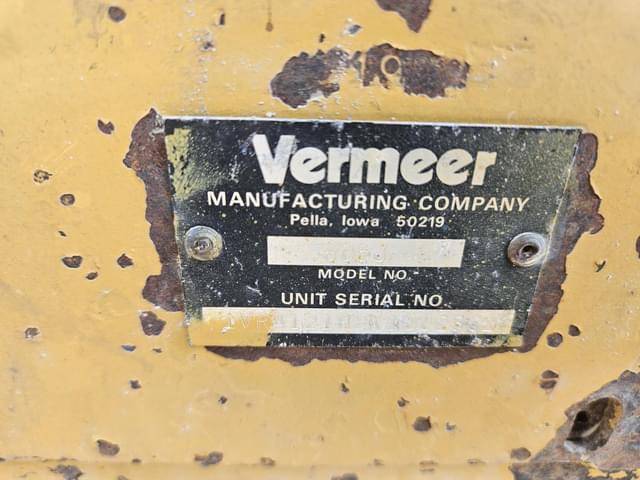 Vermeer
MANUFACTURING COMPANY
Pella, Iowa 50219
MODEL NO.
UNIT SERIAL NO.